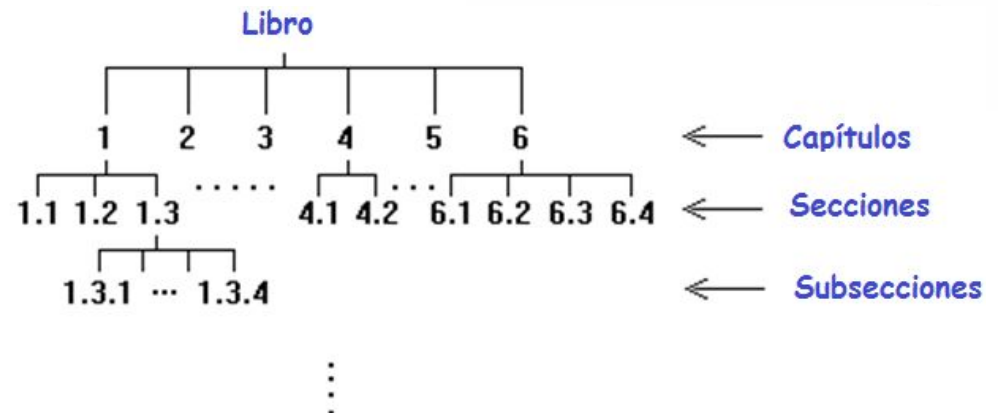 Libro
1 2 3 4 5 6 Capítulos
1.1 1.2 1.3 ..... 4.1 4.2 ... 6.1 6.2 6.3 6.4 Secciones
1.3.1 ... 1.3.4 Subsecciones